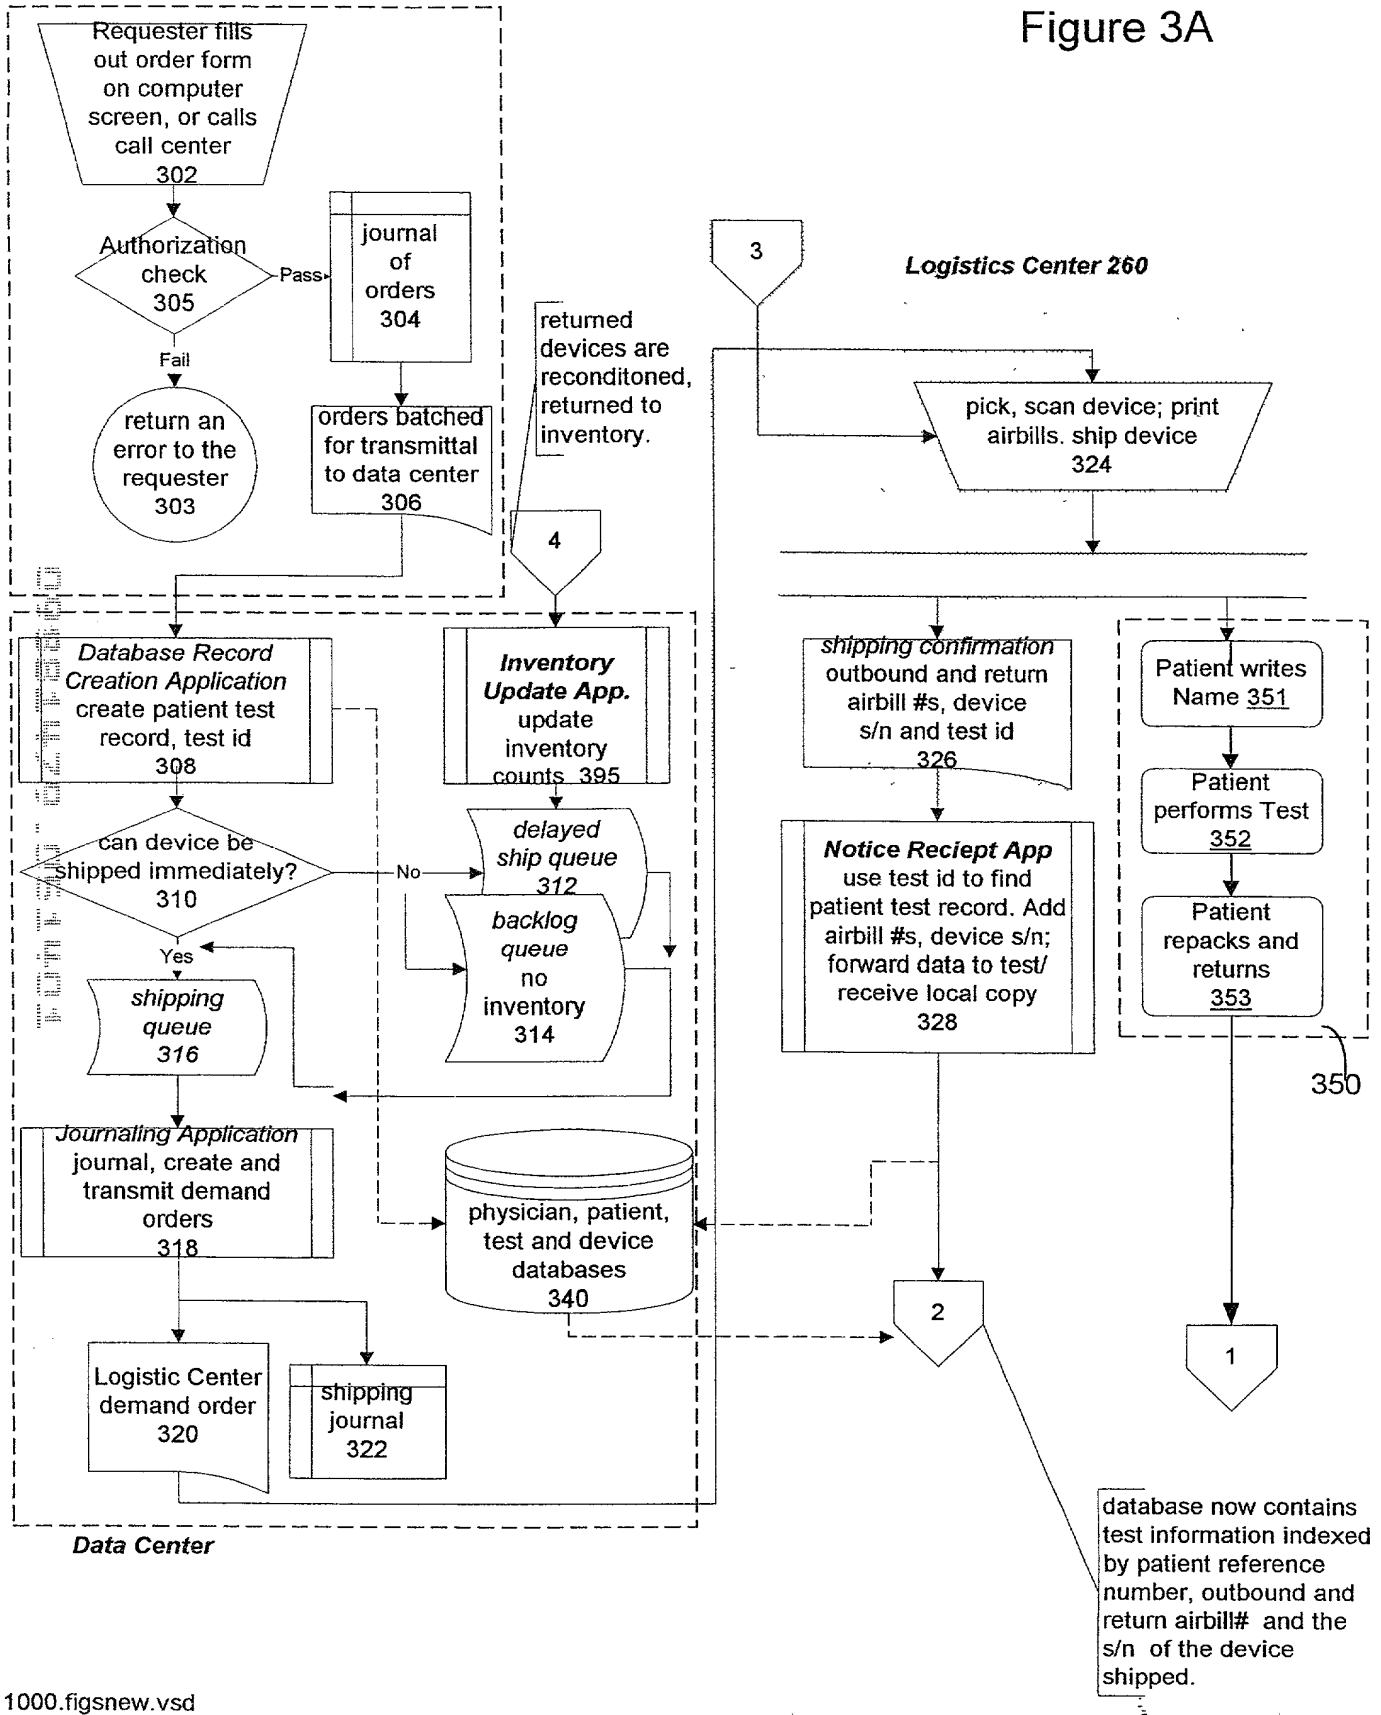 Figure 3A
Requester fills
out order form
on computer
screen, or calls
call center
302
Authorization
check
305
Pass
Fail
journal
of
orders
304
return an
error to the
requester
303
orders batched
for transmittal
to data center
306
3
Logistics Center 260
returned
devices are
reconditoned,
returned to
inventory.
4
pick, scan device; print
airbills. ship device
324
Database Record
Creation Application
create patient test
record, test id
308
Inventory
Update App.
update
inventory
counts 395
shipping confirmation
outbound and return
airbill #s, device
s/n and test id
326
Patient writes
Name 351
Patient
performs Test
352
Patient
repacks and
returns
353
350
can device be
shipped immediately?
310
No
Yes
delayed
ship queue
312
backlog
queue
no
inventory
314
Notice Reciept App
use test id to find
patient test record. Add
airbill #s, device s/n;
forward data to test/
receive local copy
328
shipping
queue
316
Journaling Application
journal, create and
transmit demand
orders
318
physician, patient,
test and device
databases
340
2
1
Logistic Center
demand order
320
shipping
journal
322
Data Center
database now contains
test information indexed
by patient reference
number, outbound and
return airbill# and the
s/n of the device
shipped.
1000.figsnew.vsd